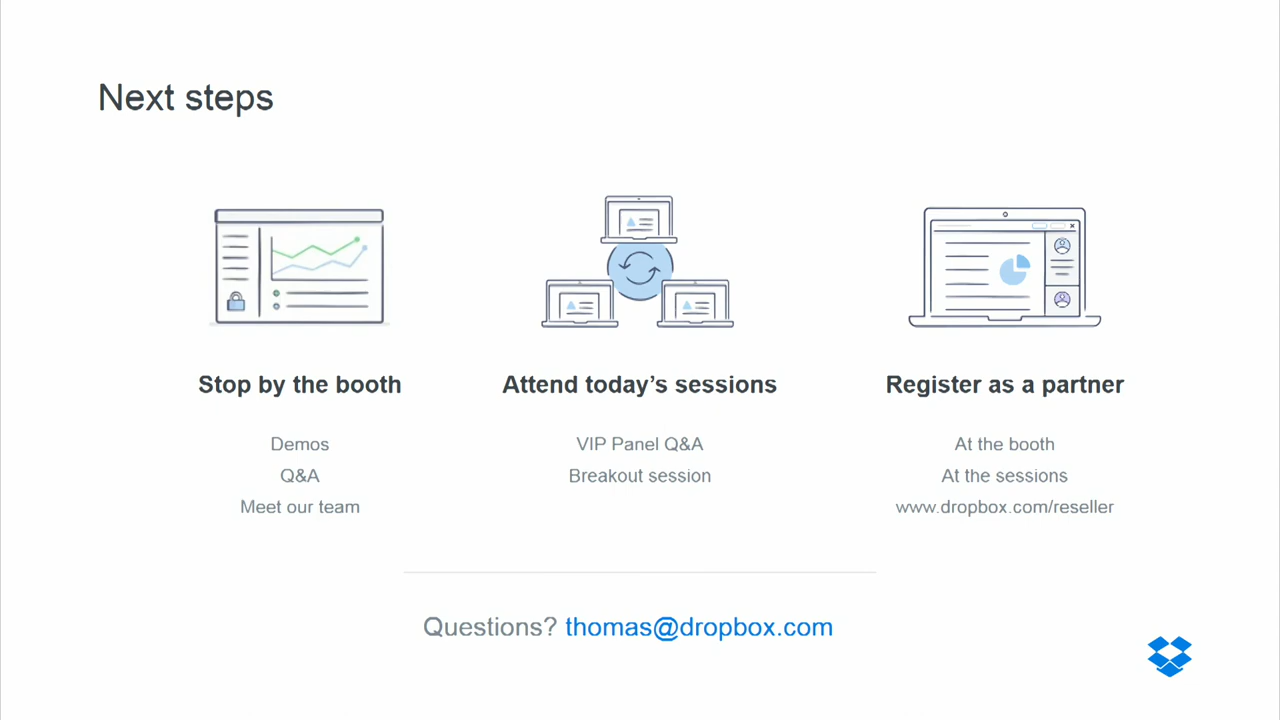 Next steps
Stop by the booth
Demos
Q&A
Meet our team
Attend today’s sessions
VIP Panel Q&A
Breakout session
Register as a partner
At the booth
At the sessions
www.dropbox.com/reseller
Questions? thomas@dropbox.com